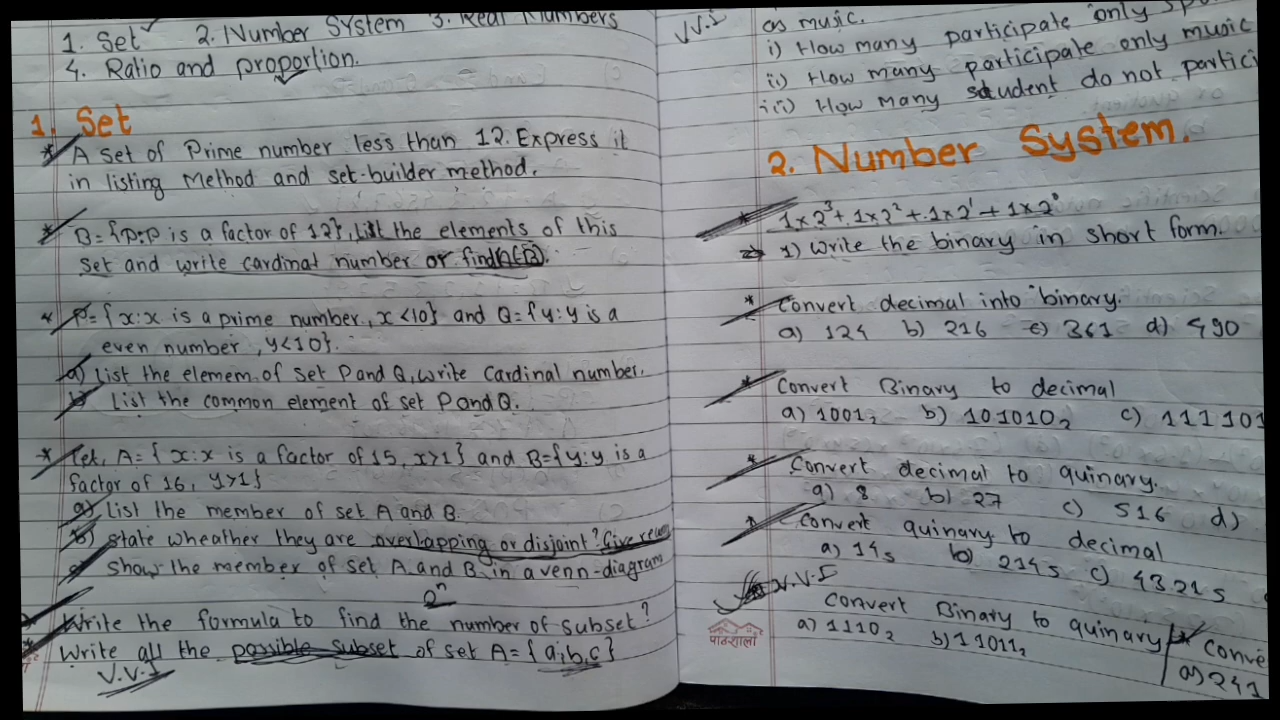 1. Set 2. Number System 3. Real Numbers
4. Ratio and proportion.
1. Set
* A set of Prime number less than 12. Express it
in listing Method and set-builder method.
* B={P:P is a factor of 12}, List the elements of this
set and write cardinal number or find n(B).
* P={x:x is a prime number, x<10} and Q={y:y is a
even number, y<10}.
a) List the elemem. of set P and Q, write Cardinal number.
b) List the common element of set P and Q.
* Let, A={x:x is a factor of 15, x>1} and B={y:y is a
factor of 16, y>1}
a) List the member of set A and B.
b) State wheather they are overlapping or disjoint? Give
c) Show the member of set A and B in a venn-diagram
2ⁿ
* Write the formula to find the number of subset?
* Write all the possible subset of set A={a,b,c}
V.V.I
V.V.I as music.
i) How many participate only
ii) How many participate only music
iii) How many student do not partici
2. Number System.
* 1×2³+1×2²+1×2¹+1×2⁰
1) Write the binary in short form.
* Convert decimal into binary.
a) 124 b) 216 c) 361 d) 490
* Convert Binary to decimal
a) 1001₂ b) 101010₂ c) 111101
* Convert decimal to quinary.
a) 8 b) 27 c) 516 d)
* Convert quinary to decimal
a) 14₅ b) 214₅ c) 4321₅
V.V.I
Convert Binary to quinary
a) 1110₂ b) 11011₂
* Conve
a) 241
पाठशाला